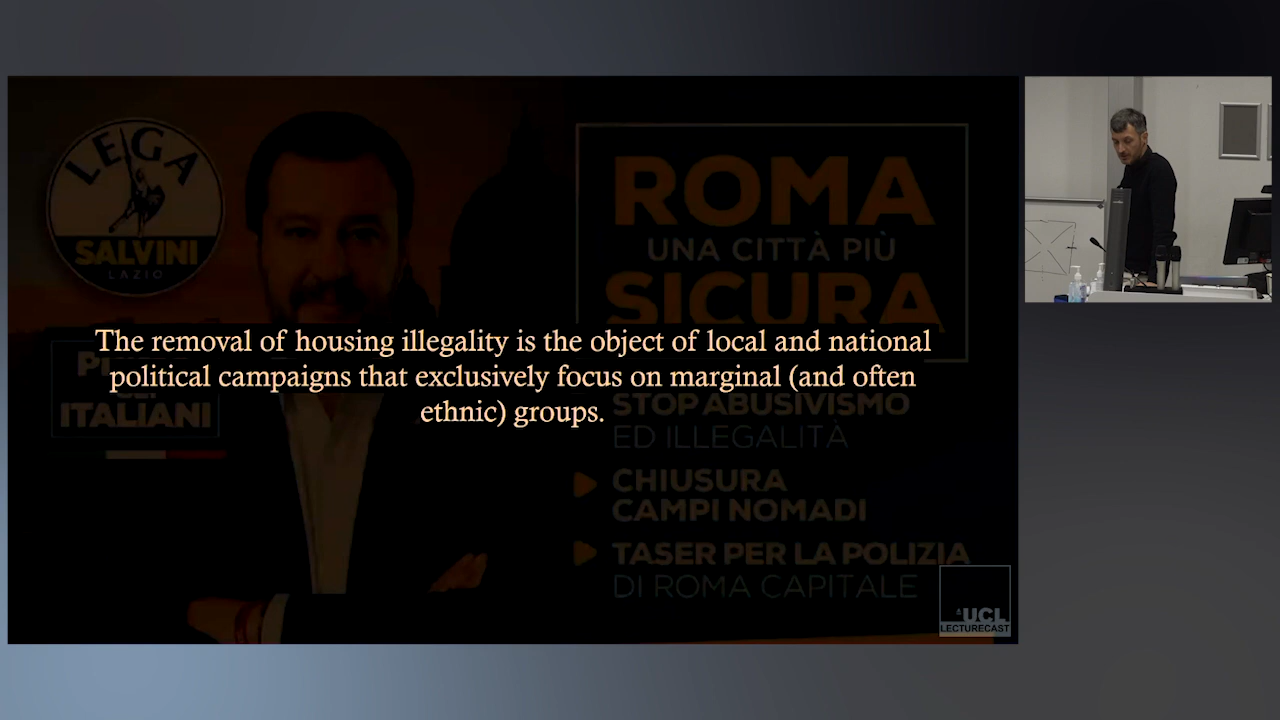 LEGA
SALVINI
LAZIO
ROMA
UNA CITTÀ PIÙ
SICURA
The removal of housing illegality is the object of local and national
political campaigns that exclusively focus on marginal (and often
ethnic) groups.
ITALIANI
STOP ABUSIVISMO
ED ILLEGALITÀ
CHIUSURA
CAMPI NOMADI
TASER PER LA POLIZIA
DI ROMA CAPITALE
UCL
LECTURECAST